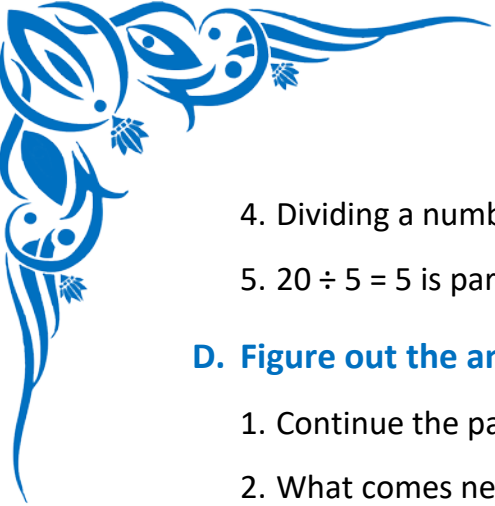 4. Dividing a
5. 20 ÷ 5 = 5 is
D. Figure out the
1. Continue the
2. What comes